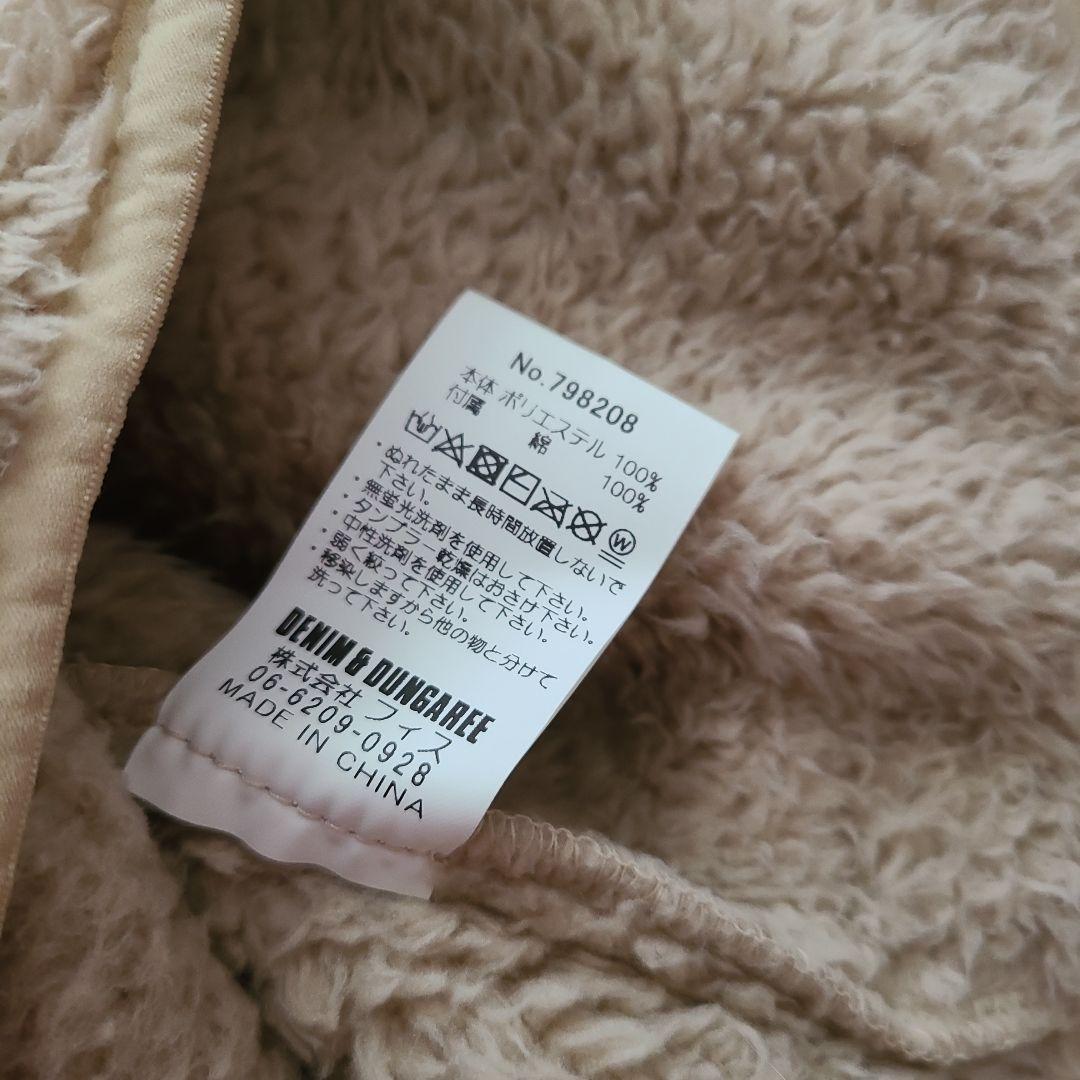 No.798208
本体 ポリエステル 100%
付属 綿 100%
W
・ぬれたまま長時間放置しないで
下さい。
・無蛍光洗剤を使用して下さい。
・タンブラー乾燥はおさけ下さい。
・中性洗剤を使用して下さい。
・弱く絞って下さい。
・移染しますから他の物と分けて
洗って下さい。
DENIM & DUNGAREE
株式会社 フィス
06-6209-0928
MADE IN CHINA